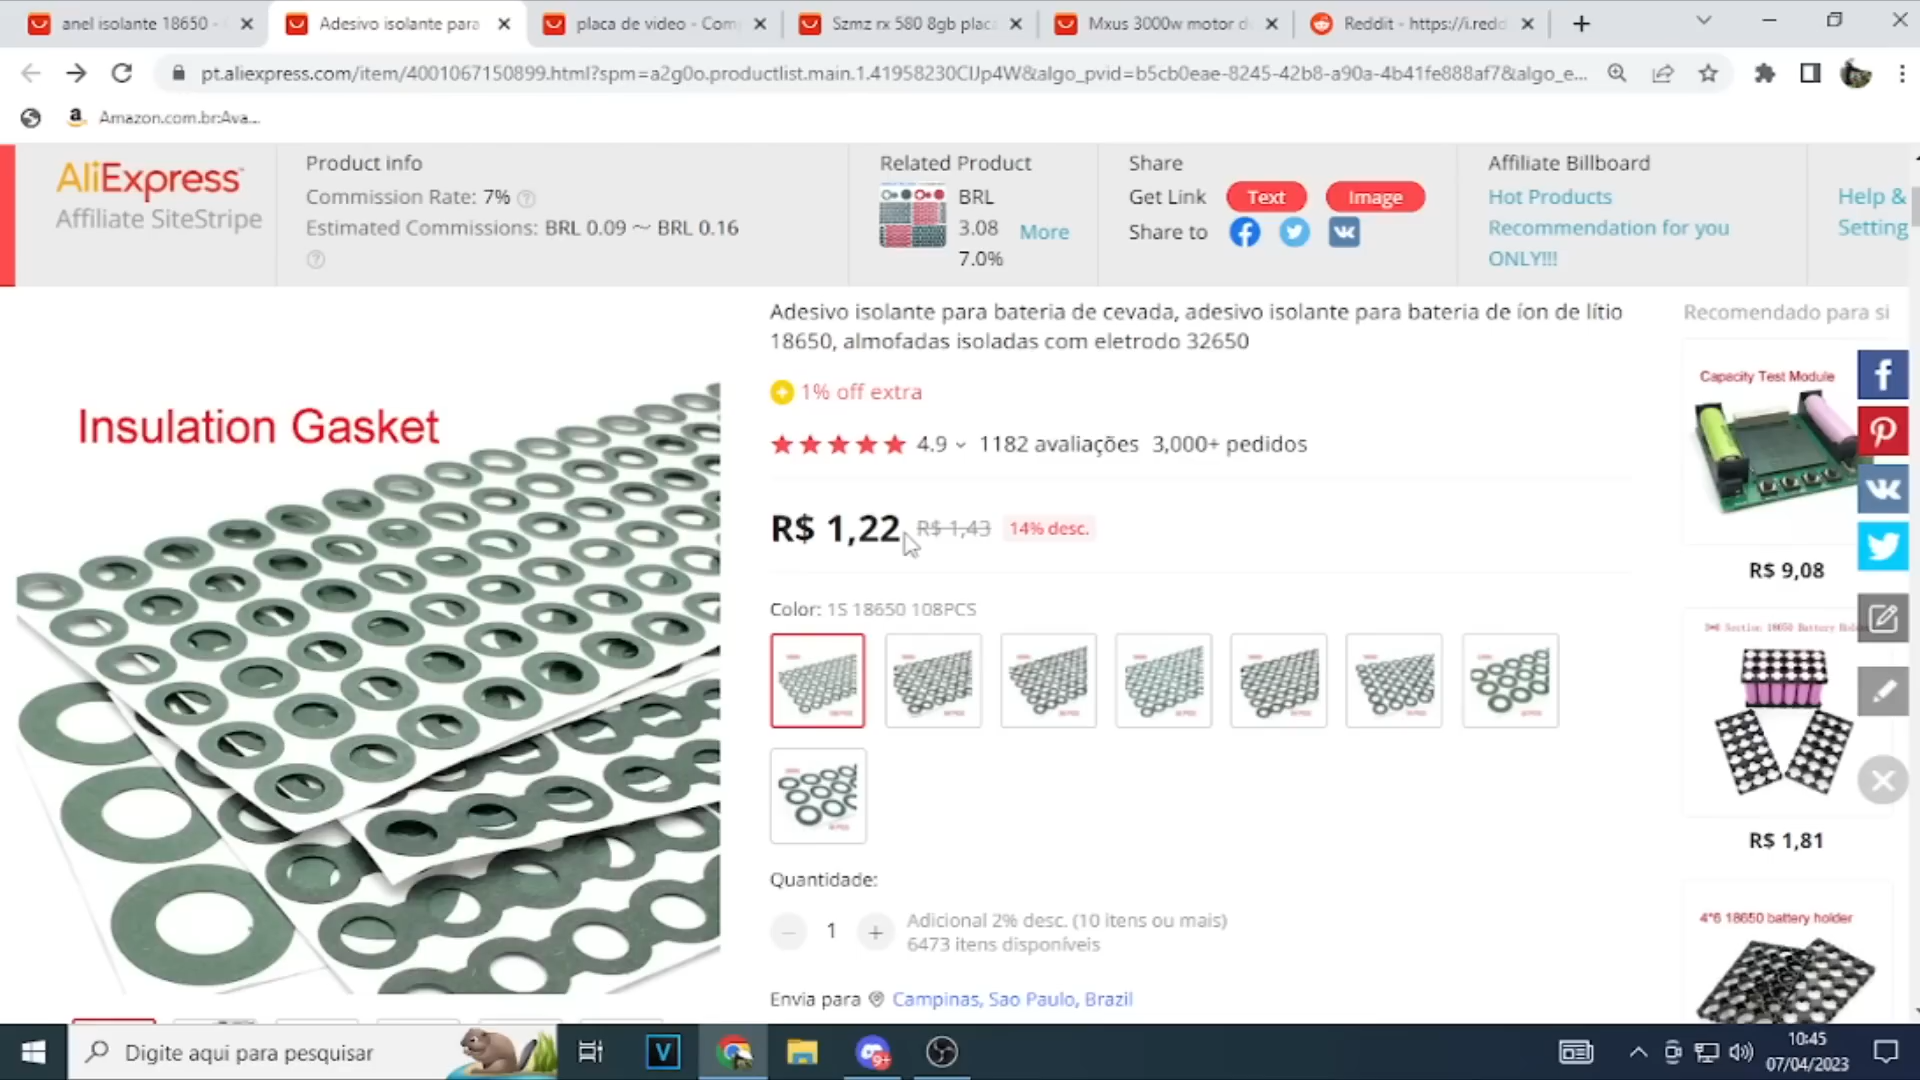 anel isolante 18650 -
Adesivo isolante para
placa de video - Com
Szmz rx 580 8gb plac
Mxus 3000w motor d
Reddit - https://i.redd
pt.aliexpress.com/item/4001067150899.html?spm=a2g0o.productlist.main.1.41958230ClJp4W&algo_pvid=b5cb0eae-8245-42b8-a90a-4b41fe888af7&algo_e...
Amazon.com.br:Ava...
AliExpress
Affiliate SiteStripe
Product info
Commission Rate: 7%
Estimated Commissions: BRL 0.09 ~ BRL 0.16
Related Product
BRL
3.08
7.0%
More
Share
Get Link Text Image
Share to
Affiliate Billboard
Hot Products
Recommendation for you
ONLY!!!
Help &
Setting
Insulation Gasket
Adesivo isolante para bateria de cevada, adesivo isolante para bateria de íon de lítio
18650, almofadas isoladas com eletrodo 32650
1% off extra
4.9 1182 avaliações 3,000+ pedidos
R$ 1,22 R$ 1,43 14% desc.
Color: 1S 18650 108PCS
Quantidade:
1
Adicional 2% desc. (10 itens ou mais)
6473 itens disponíveis
Envia para Campinas, Sao Paulo, Brazil
Recomendado para si
Capacity Test Module
R$ 9,08
R$ 1,81
4*6 18650 battery holder
Digite aqui para pesquisar
9+
10:45
07/04/2023